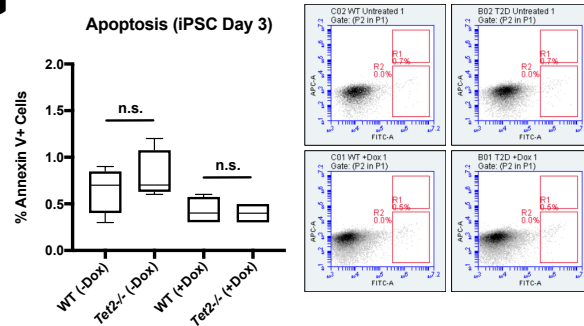 Apoptosis (iPSC Day 3)
% Annexin V+ Cells
2.0
1.5
1.0
0.5
0.0
n.s.
n.s.
WT (-Dox)
Tet2-/- (-Dox)
WT (+Dox)
Tet2-/- (+Dox)
C02 WT Untreated 1
Gate: (P2 in P1)
R1
0.7%
R2
0.0%
APC-A
FITC-A
B02 T2D Untreated 1
Gate: (P2 in P1)
R1
0.7%
R2
0.0%
APC-A
FITC-A
C01 WT +Dox 1
Gate: (P2 in P1)
R1
0.5%
R2
0.0%
APC-A
FITC-A
B01 T2D +Dox 1
Gate: (P2 in P1)
R1
0.5%
R2
0.0%
APC-A
FITC-A